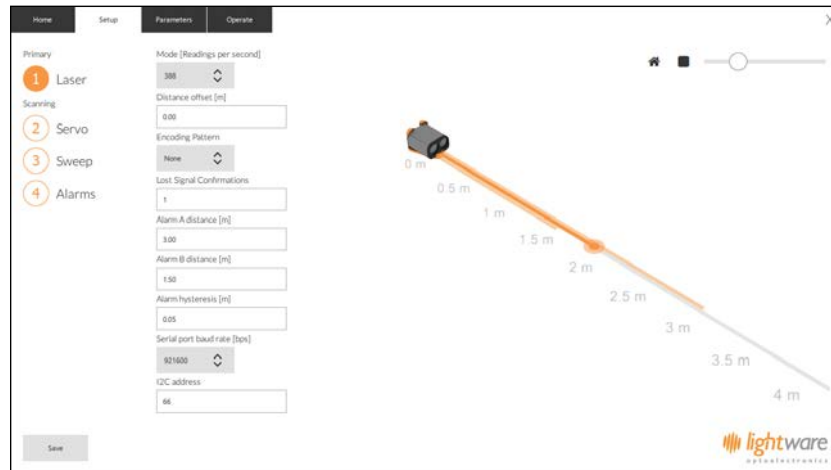 Home
Setup
Parameters
Operate
X
Primary
1 Laser
Scanning
2 Servo
3 Sweep
4 Alarms
Mode [Readings per second]
388
Distance offset [m]
0.00
Encoding Pattern
None
Lost Signal Confirmations
1
Alarm A distance [m]
3.00
Alarm B distance [m]
1.50
Alarm hysteresis [m]
0.05
Serial port baud rate [bps]
921600
I2C address
66
Save
0 m
0.5 m
1 m
1.5 m
2 m
2.5 m
3 m
3.5 m
4 m
lightware
optoelectronics